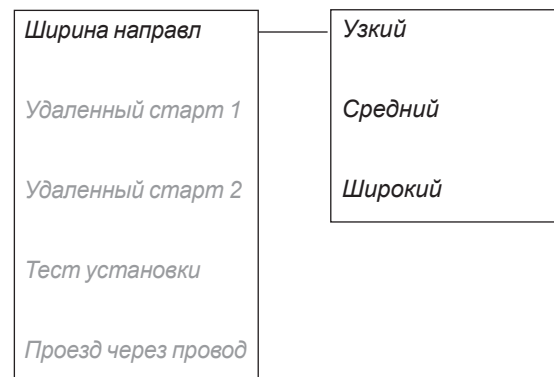 Ширина направл
Удаленный старт 1
Удаленный старт 2
Тест установки
Проезд через провод
Узкий
Средний
Широкий